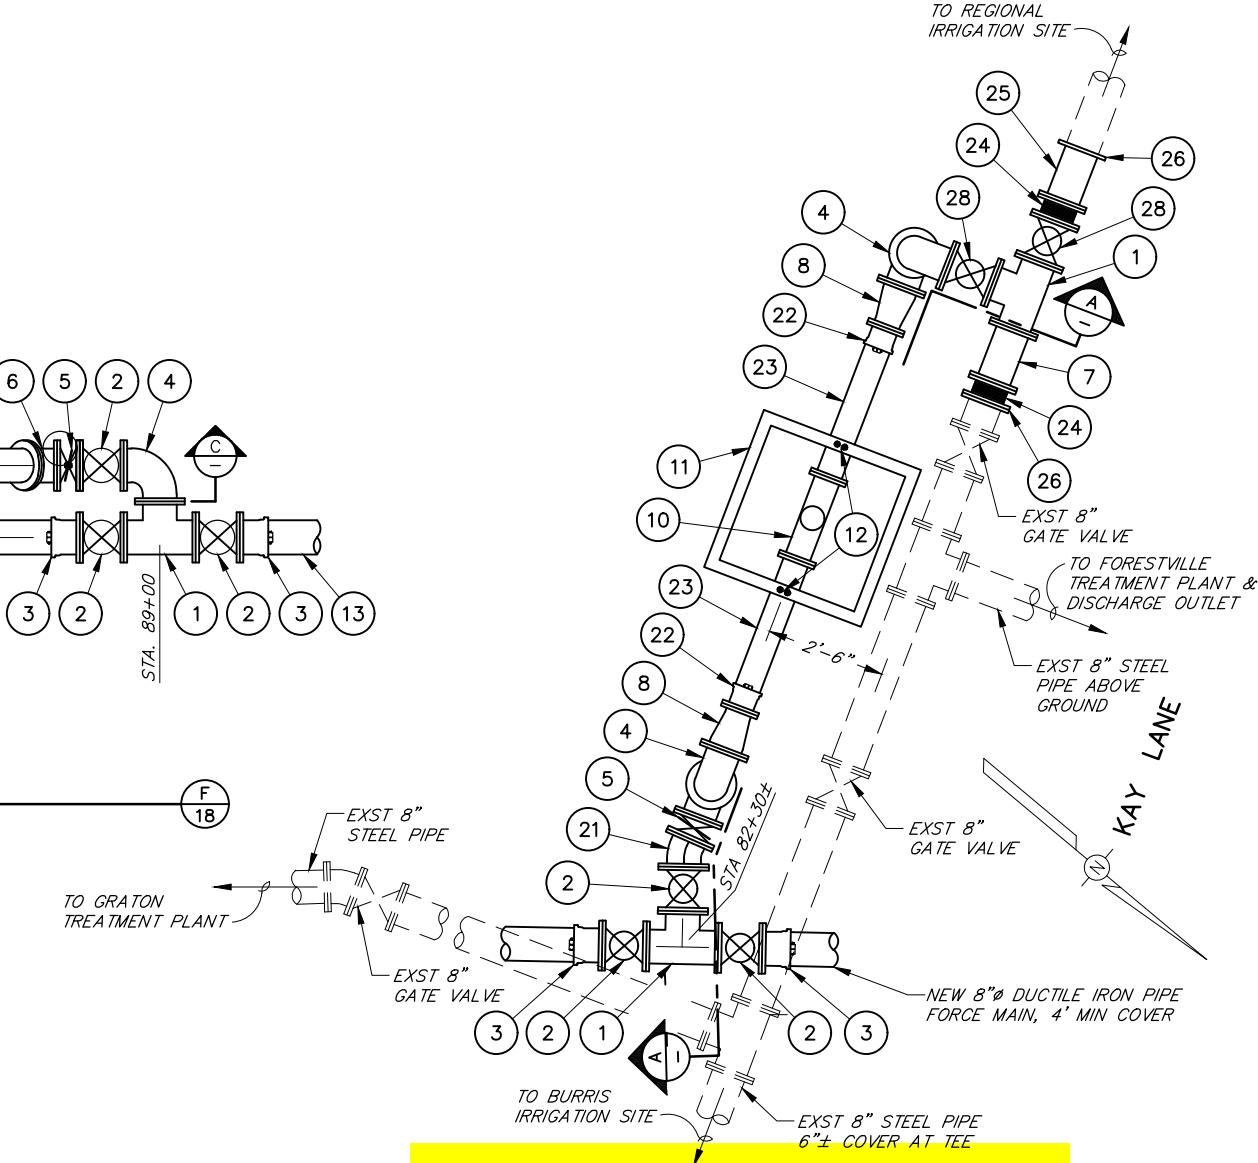 TO REGIONAL
IRRIGATION SITE
25
24
26
28
28
4
1
8
A
–
22
23
7
6
5
2
4
24
C
–
11
26
10
12
EXST 8"
GATE VALVE
TO FORESTVILLE
TREATMENT PLANT &
DISCHARGE OUTLET
3
2
1
2
3
13
STA. 89+00
23
22
2'-6"
8
EXST 8" STEEL
PIPE ABOVE
GROUND
4
5
KAY LANE
F
18
EXST 8"
STEEL PIPE
21
STA 82+30±
EXST 8"
GATE VALVE
N
2
TO GRATON
TREATMENT PLANT
EXST 8"
GATE VALVE
NEW 8"ø DUCTILE IRON PIPE
FORCE MAIN, 4' MIN COVER
3
2
1
2
3
A
–
TO BURRIS
IRRIGATION SITE
EXST 8" STEEL PIPE
6"± COVER AT TEE